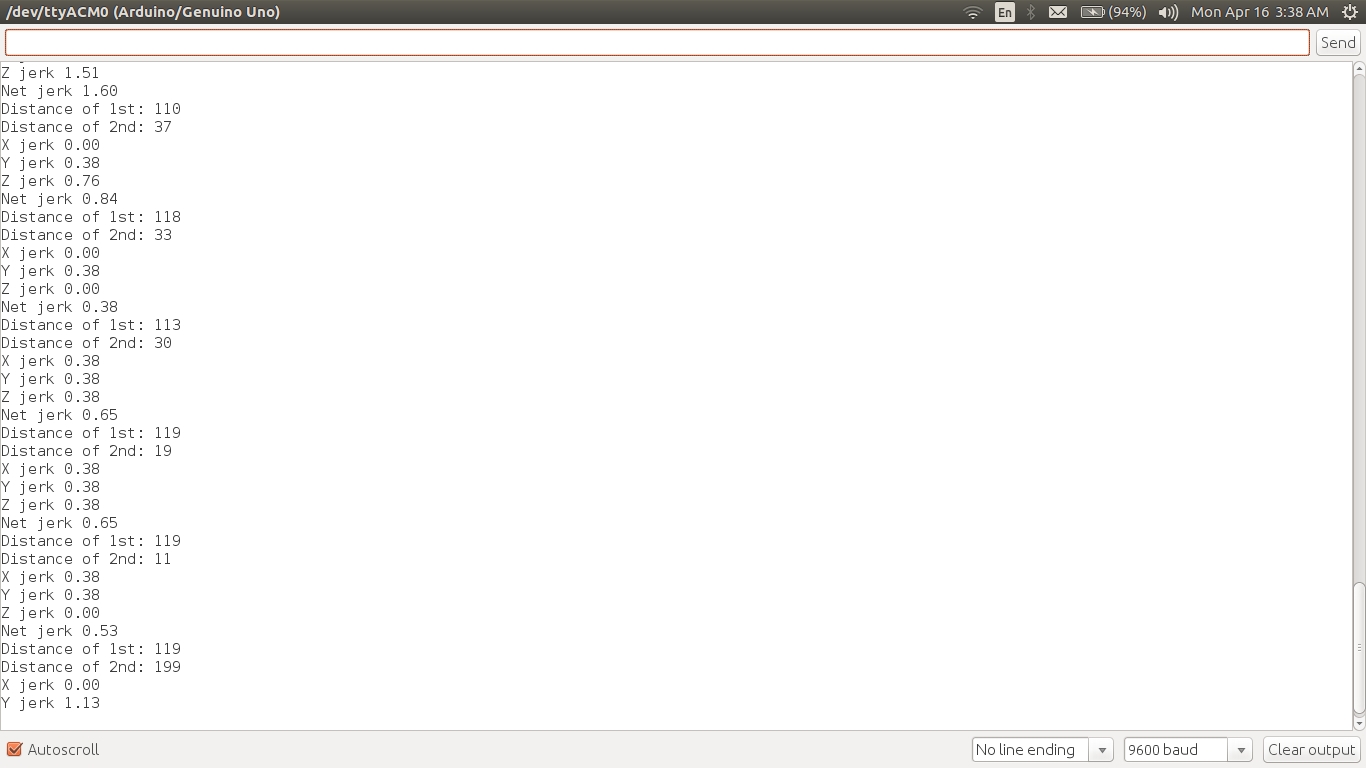 /dev/ttyACM0 (Arduino/Genuino Uno) En (94%) Mon Apr 16 3:38 AM
Send
Z jerk 1.51
Net jerk 1.60
Distance of 1st: 110
Distance of 2nd: 37
X jerk 0.00
Y jerk 0.38
Z jerk 0.76
Net jerk 0.84
Distance of 1st: 118
Distance of 2nd: 33
X jerk 0.00
Y jerk 0.38
Z jerk 0.00
Net jerk 0.38
Distance of 1st: 113
Distance of 2nd: 30
X jerk 0.38
Y jerk 0.38
Z jerk 0.38
Net jerk 0.65
Distance of 1st: 119
Distance of 2nd: 19
X jerk 0.38
Y jerk 0.38
Z jerk 0.38
Net jerk 0.65
Distance of 1st: 119
Distance of 2nd: 11
X jerk 0.38
Y jerk 0.38
Z jerk 0.00
Net jerk 0.53
Distance of 1st: 119
Distance of 2nd: 199
X jerk 0.00
Y jerk 1.13
Autoscroll No line ending 9600 baud Clear output